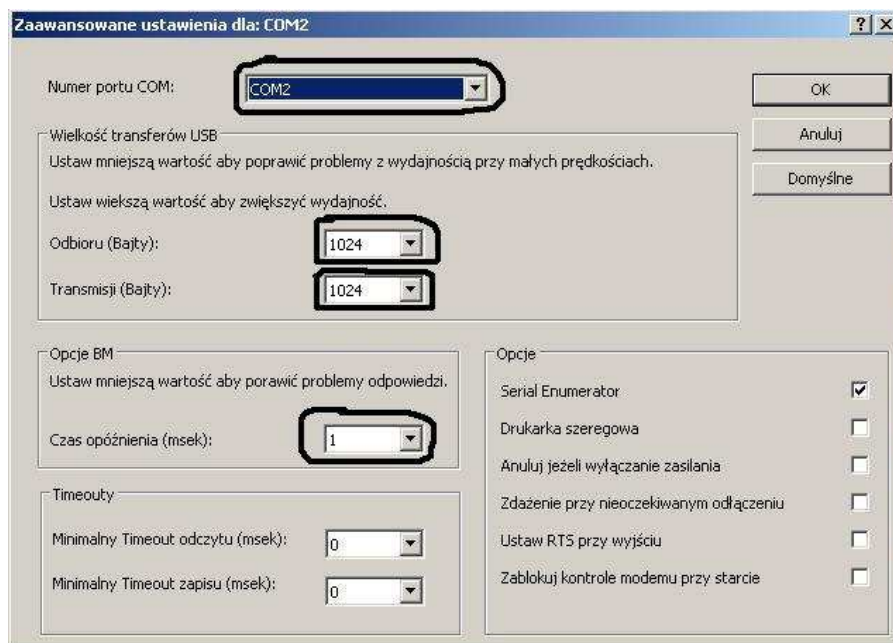 Zaawansowane ustawienia dla: COM2
Numer portu COM:
COM2
OK
Anuluj
Domyślne
Wielkość transferów USB
Ustaw mniejszą wartość aby poprawić problemy z wydajnością przy małych prędkościach.
Ustaw wiekszą wartość aby zwiększyć wydajność.
Odbioru (Bajty):
1024
Transmisji (Bajty):
1024
Opcje BM
Ustaw mniejszą wartość aby porawić problemy odpowiedzi.
Czas opóźnienia (msek):
1
Timeouty
Minimalny Timeout odczytu (msek):
0
Minimalny Timeout zapisu (msek):
0
Opcje
Serial Enumerator
Drukarka szeregowa
Anuluj jeżeli wyłączanie zasilania
Zdażenie przy nieoczekiwanym odłączeniu
Ustaw RTS przy wyjściu
Zablokuj kontrole modemu przy starcie